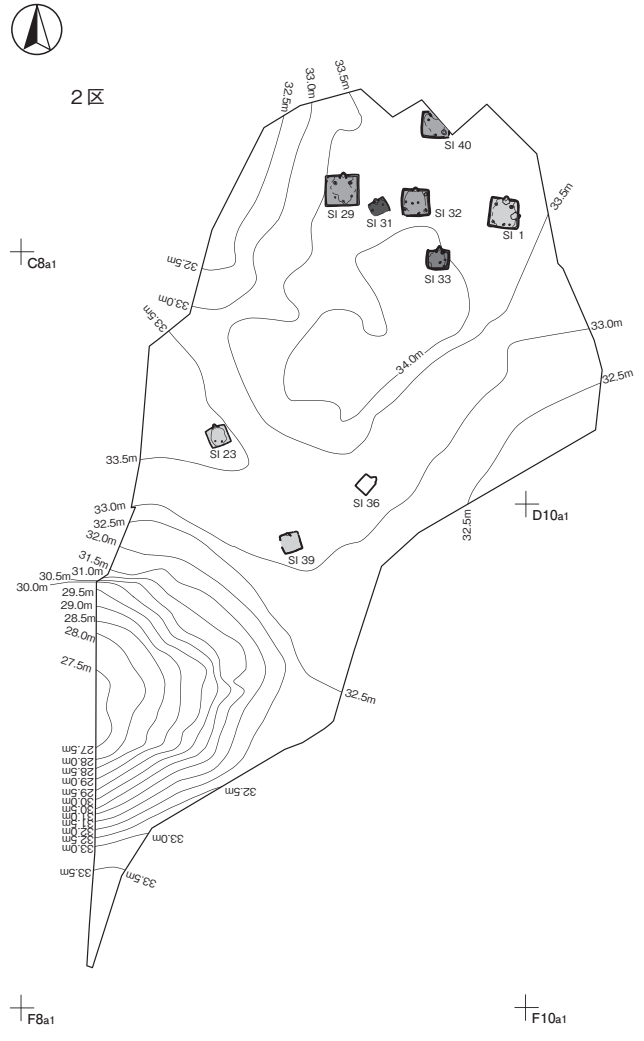 2区
32.5m
33.0m
33.5m
SI 40
SI 29
SI 31
SI 32
SI 1
33.5m
C8a1
32.5m
33.0m
33.5m
SI 33
33.0m
34.0m
32.5m
SI 23
33.5m
SI 36
33.0m
32.5m
32.0m
D10a1
32.5m
SI 39
31.5m
31.0m
30.5m
30.0m
29.5m
29.0m
28.5m
28.0m
27.5m
32.5m
27.5m
28.0m
28.5m
29.0m
29.5m
30.0m
30.5m
31.0m
31.5m
32.0m
32.5m
33.0m
32.5m
33.0m
33.5m
33.5m
F8a1
F10a1